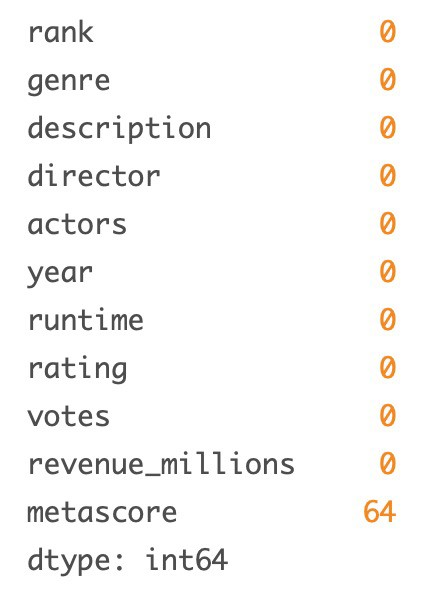 rank 0
genre 0
description 0
director 0
actors 0
year 0
runtime 0
rating 0
votes 0
revenue_millions 0
metascore 64
dtype: int64